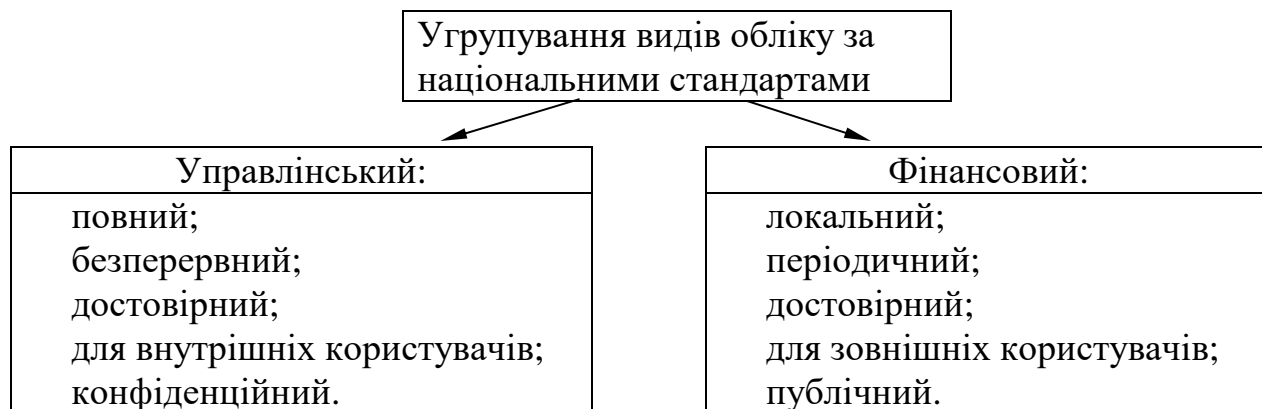 Угрупування видів обліку за
національними стандартами
Управлінський:
повний;
безперервний;
достовірний;
для внутрішніх користувачів;
конфіденційний.
Фінансовий:
локальний;
періодичний;
достовірний;
для зовнішніх користувачів;
публічний.